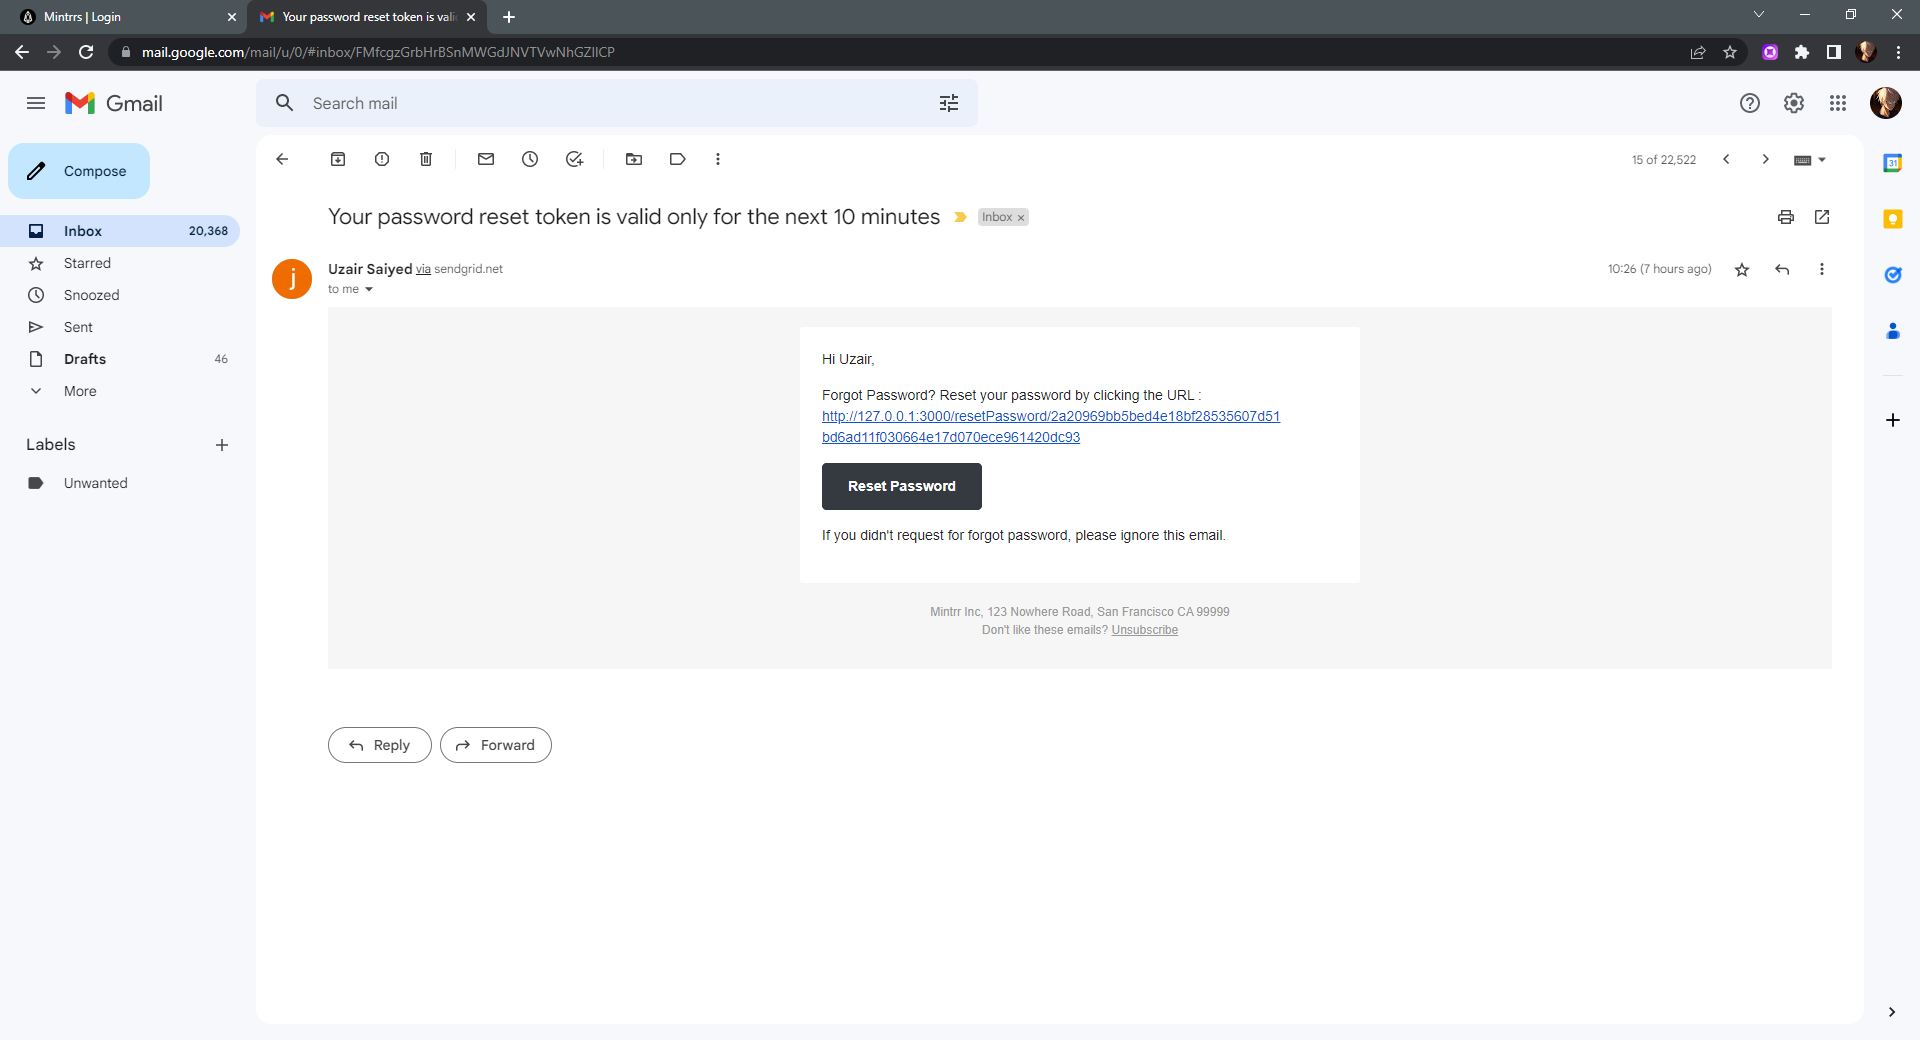 Mintrrs | Login
Your password reset token is vali
mail.google.com/mail/u/0/#inbox/FMfcgzGrbHrBSnMWGdJNVTVwNhGZllCP
Gmail
Search mail
Compose
15 of 22,522
Your password reset token is valid only for the next 10 minutes
Inbox ×
Inbox 20,368
Starred
Snoozed
Sent
Drafts 46
More
Labels
Unwanted
j
Uzair Saiyed via sendgrid.net
10:26 (7 hours ago)
to me
Hi Uzair,
Forgot Password? Reset your password by clicking the URL :
http://127.0.0.1:3000/resetPassword/2a20969bb5bed4e18bf28535607d51
bd6ad11f030664e17d070ece961420dc93
Reset Password
If you didn't request for forgot password, please ignore this email.
Mintrr Inc, 123 Nowhere Road, San Francisco CA 99999
Don't like these emails? Unsubscribe
Reply
Forward
31